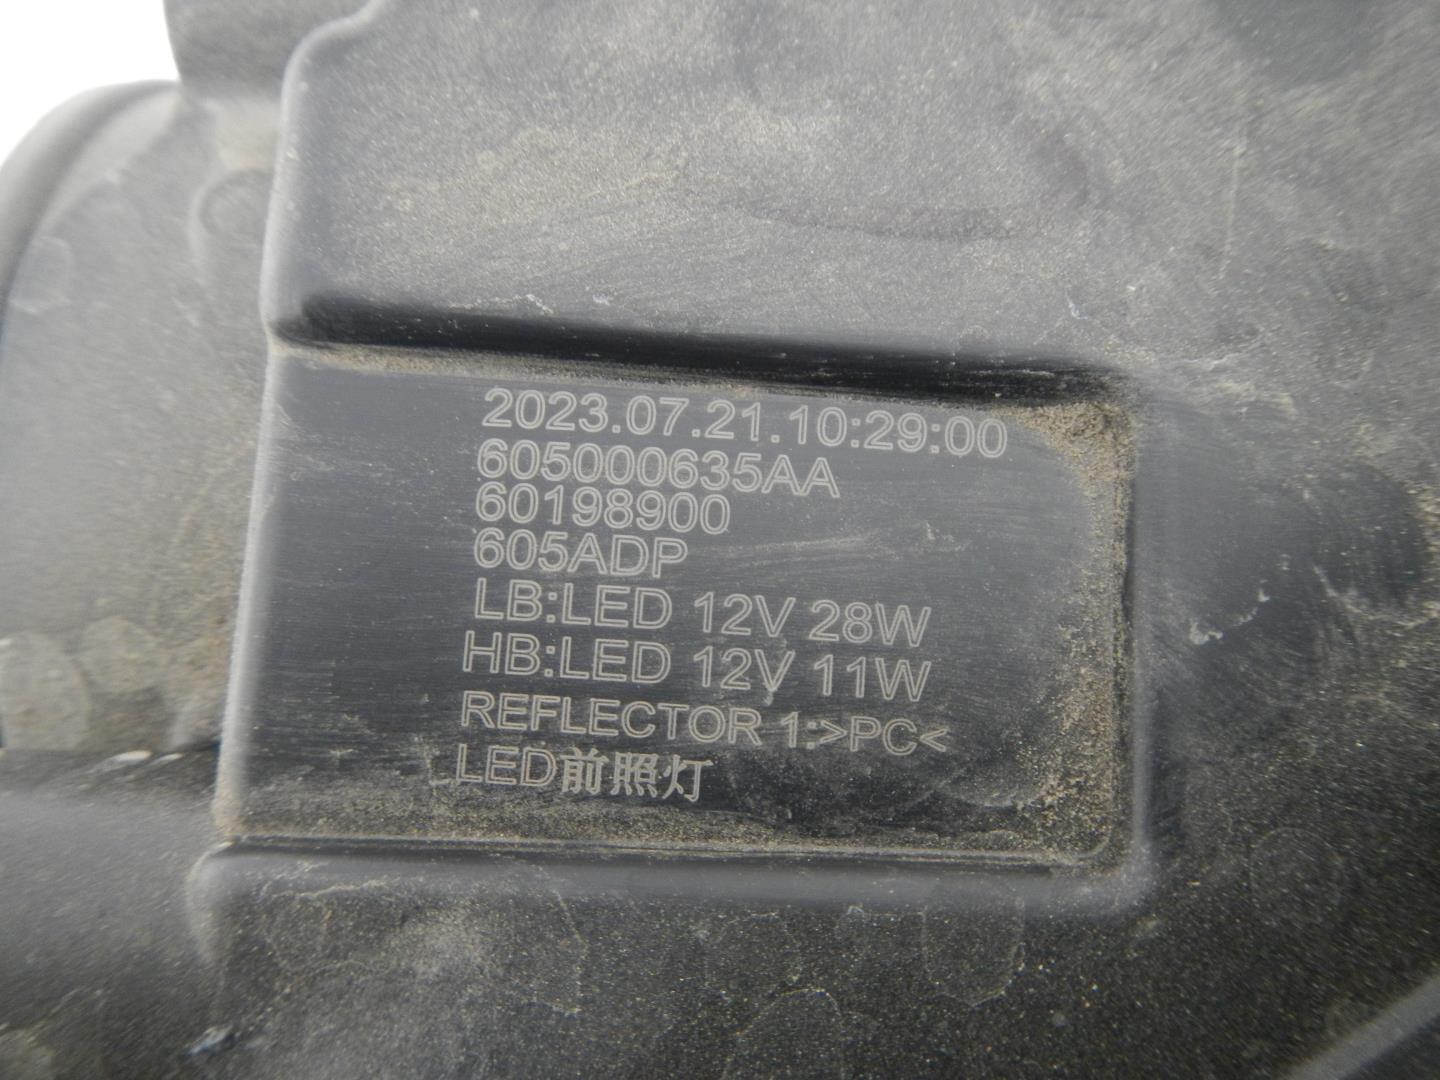 2023.07.21.10:29:00
605000635AA
60198900
605ADP
LB:LED 12V 28W
HB:LED 12V 11W
REFLECTOR 1:>PC<
LED前照灯